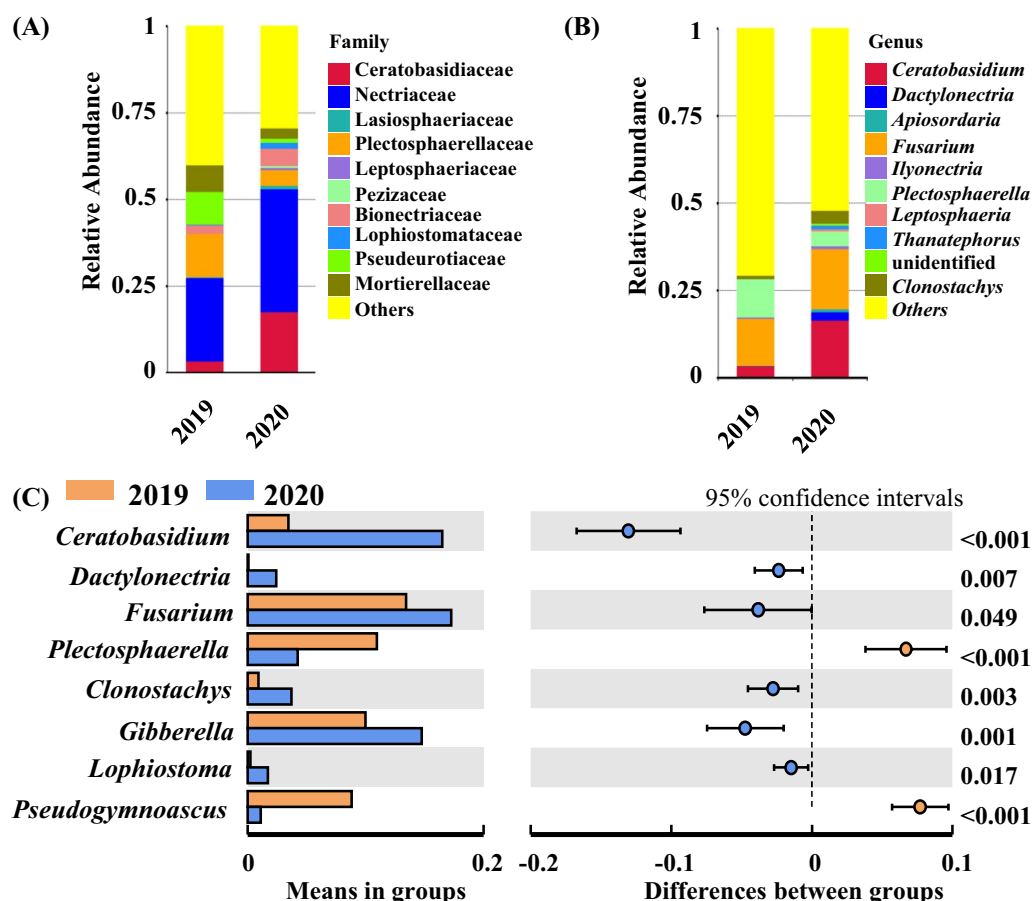 (A)
Relative Abundance
1
0.75
0.5
0.25
0
2019
2020
Family
Ceratobasidiaceae
Nectriaceae
Lasiosphaeriaceae
Plectosphaerellaceae
Leptosphaeriaceae
Pezizaceae
Bionectriaceae
Lophiostomataceae
Pseudeurotiaceae
Mortierellaceae
Others
(B)
Relative Abundance
1
0.75
0.5
0.25
0
2019
2020
Genus
Ceratobasidium
Dactylonectria
Apiosordaria
Fusarium
Ilyonectria
Plectosphaerella
Leptosphaeria
Thanatephorus
unidentified
Clonostachys
Others
(C) 2019 2020
95% confidence intervals
Ceratobasidium <0.001
Dactylonectria 0.007
Fusarium 0.049
Plectosphaerella <0.001
Clonostachys 0.003
Gibberella 0.001
Lophiostoma 0.017
Pseudogymnoascus <0.001
0 0.2 -0.2 -0.1 0 0.1
Means in groups Differences between groups